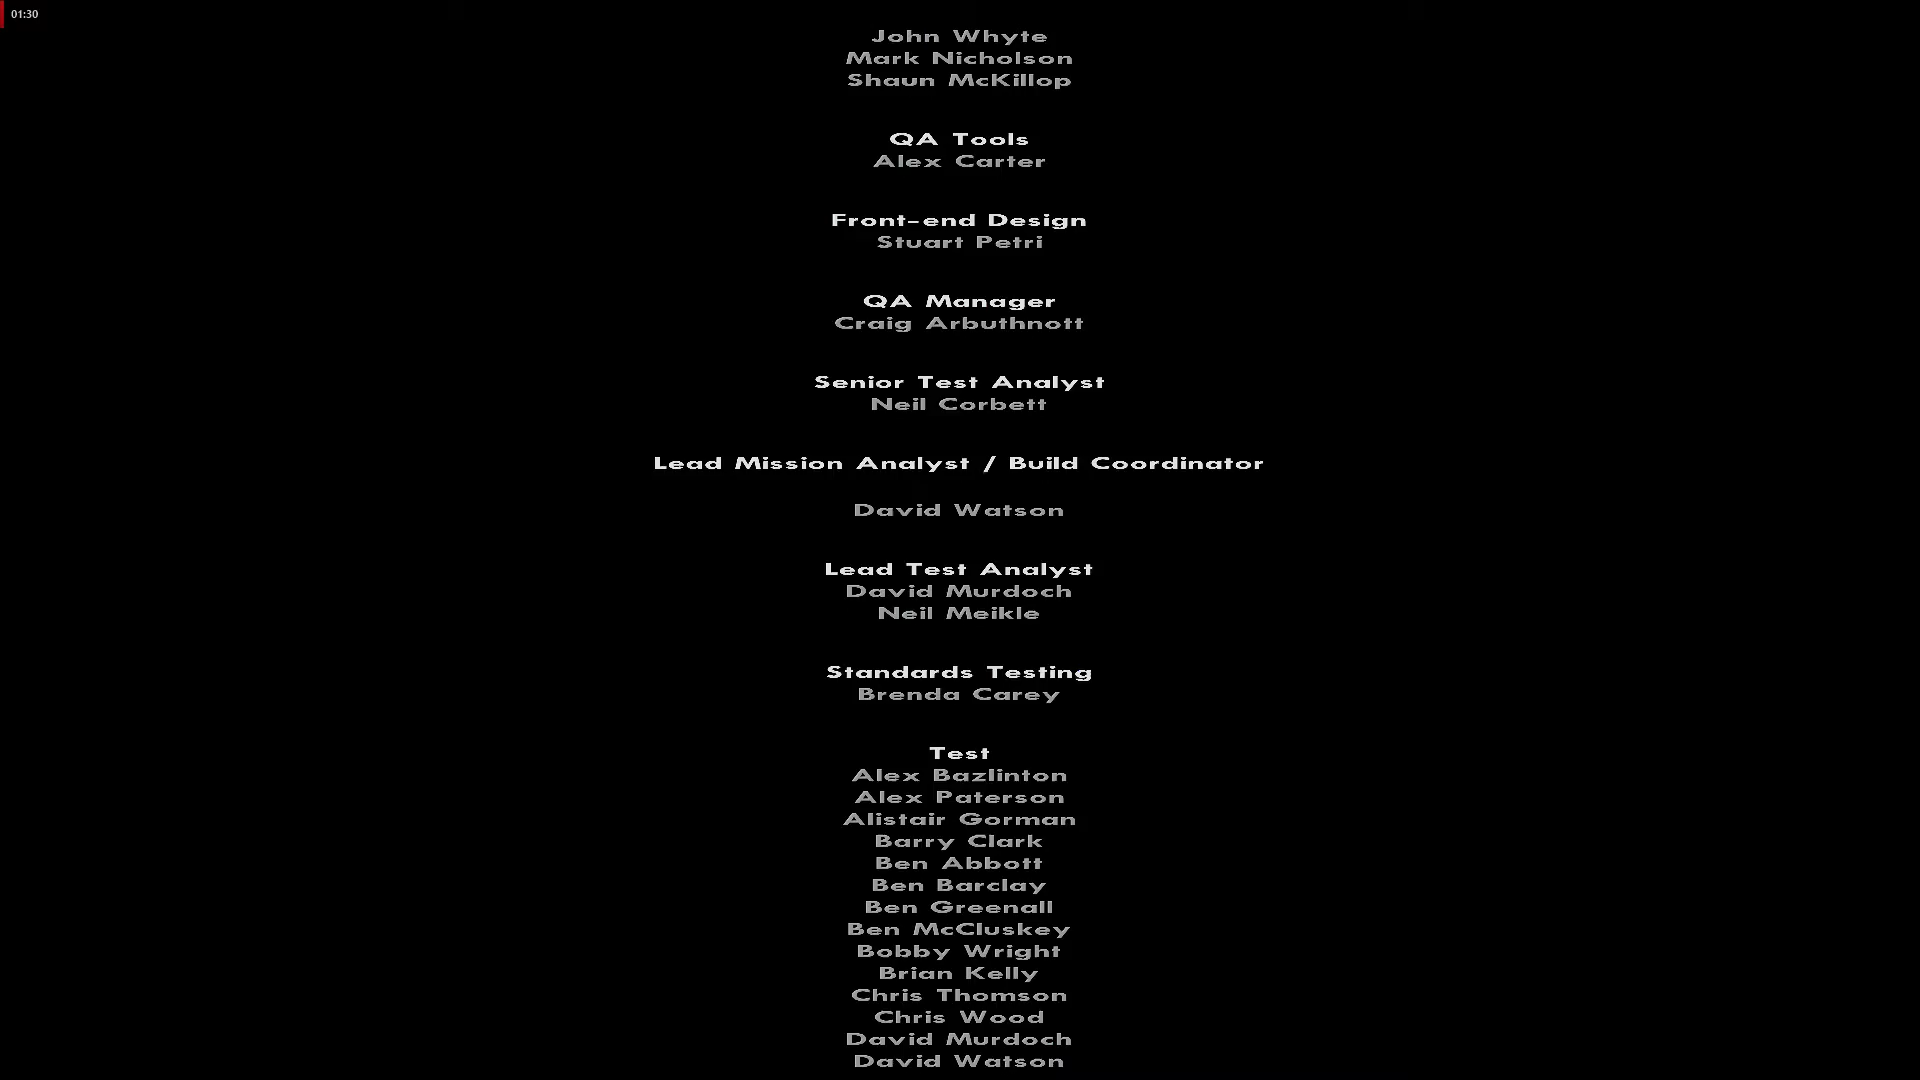 01:30
John Whyte
Mark Nicholson
Shaun McKillop
QA Tools
Alex Carter
Front-end Design
Stuart Petri
QA Manager
Craig Arbuthnott
Senior Test Analyst
Neil Corbett
Lead Mission Analyst / Build Coordinator
David Watson
Lead Test Analyst
David Murdoch
Neil Meikle
Standards Testing
Brenda Carey
Test
Alex Bazlinton
Alex Paterson
Alistair Gorman
Barry Clark
Ben Abbott
Ben Barclay
Ben Greenall
Ben McCluskey
Bobby Wright
Brian Kelly
Chris Thomson
Chris Wood
David Murdoch
David Watson